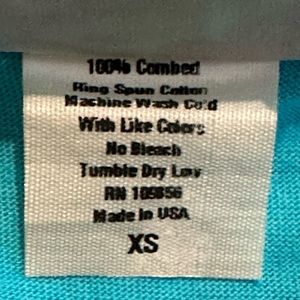 100% Combed
Ring Spun Cotton
Machine Wash Cold
With Like Colors
No Bleach
Tumble Dry Low
RN 109856
Made in USA
XS